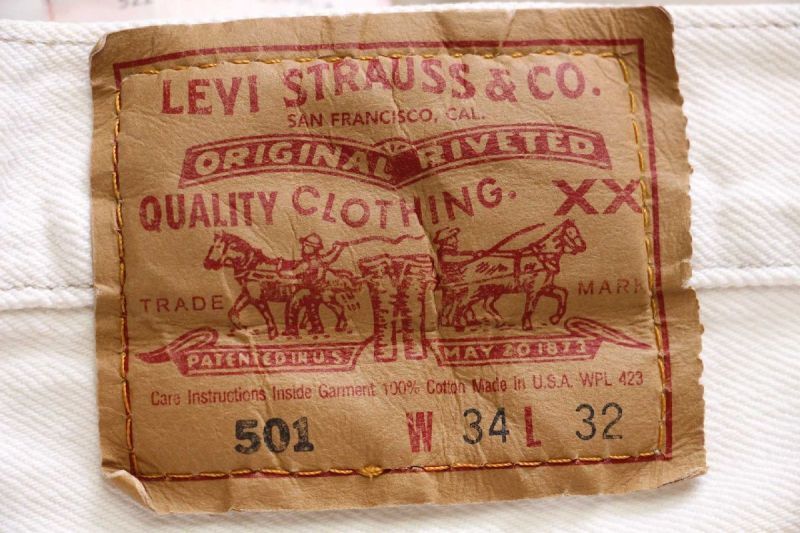 LEVI STRAUSS & CO.
SAN FRANCISCO, CAL.
ORIGINAL RIVETED
QUALITY CLOTHING. XX
TRADE MARK
PATENTED IN U.S. MAY 20 1873
Care Instructions Inside Garment 100% Cotton Made in U.S.A. WPL 423
501 W 34 L 32